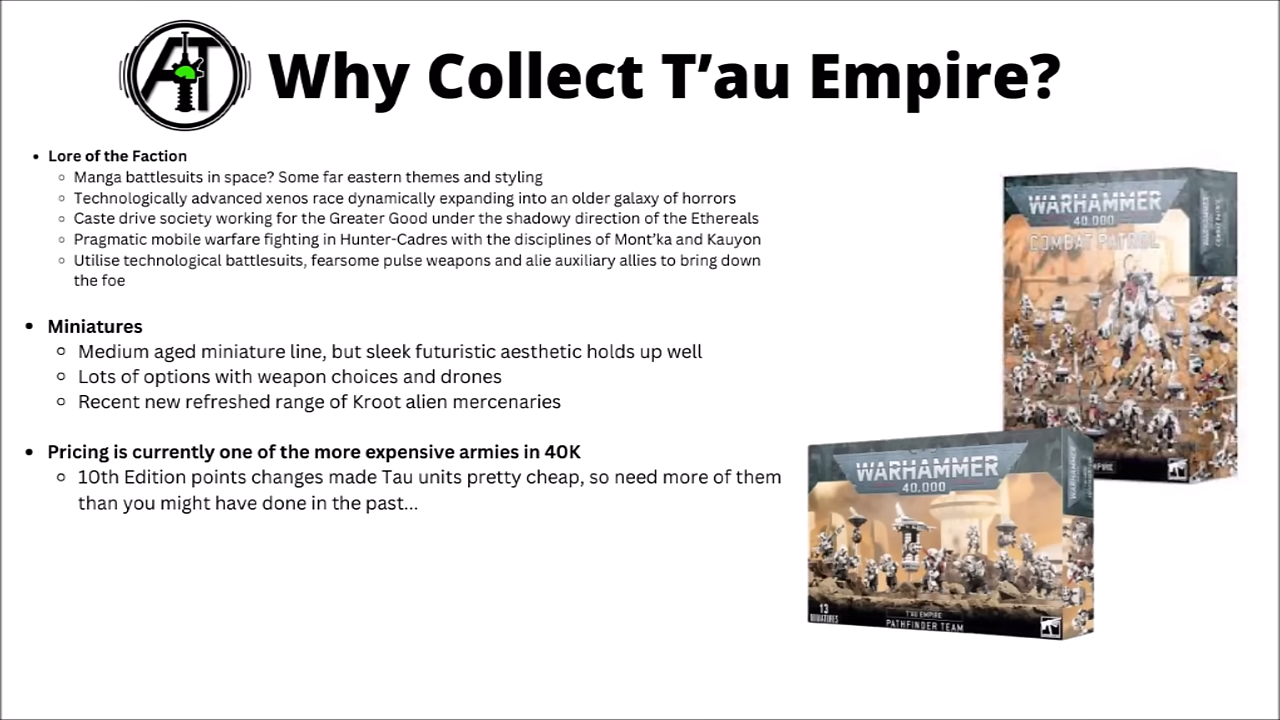 AT
Why Collect T’au Empire?
Lore of the Faction
Manga battlesuits in space? Some far eastern themes and styling
Technologically advanced xenos race dynamically expanding into an older galaxy of horrors
Caste drive society working for the Greater Good under the shadowy direction of the Ethereals
Pragmatic mobile warfare fighting in Hunter-Cadres with the disciplines of Mont’ka and Kauyon
Utilise technological battlesuits, fearsome pulse weapons and alie auxiliary allies to bring down
the foe
Miniatures
Medium aged miniature line, but sleek futuristic aesthetic holds up well
Lots of options with weapon choices and drones
Recent new refreshed range of Kroot alien mercenaries
Pricing is currently one of the more expensive armies in 40K
10th Edition points changes made Tau units pretty cheap, so need more of them
than you might have done in the past...
WARHAMMER
40,000
COMBAT PATROL
WARHAMMER
40,000
13
MINIATURES
T'AU EMPIRE
PATHFINDER TEAM